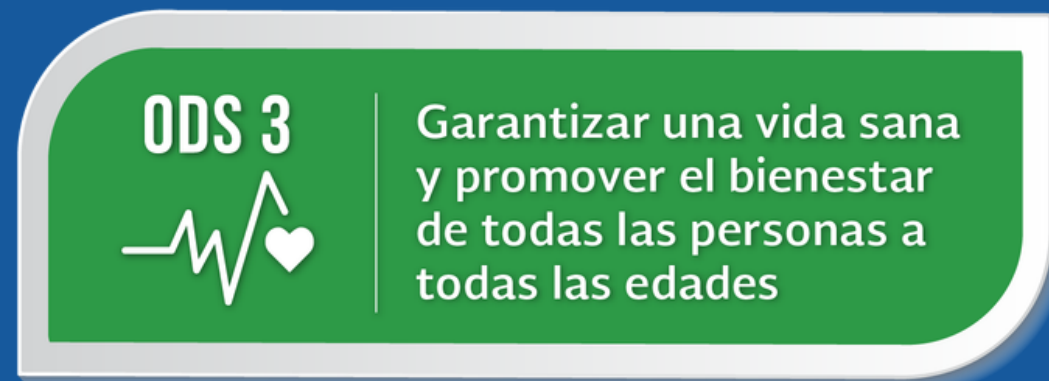 ODS 3
Garantizar una vida sana
y promover el bienestar
de todas las personas a
todas las edades